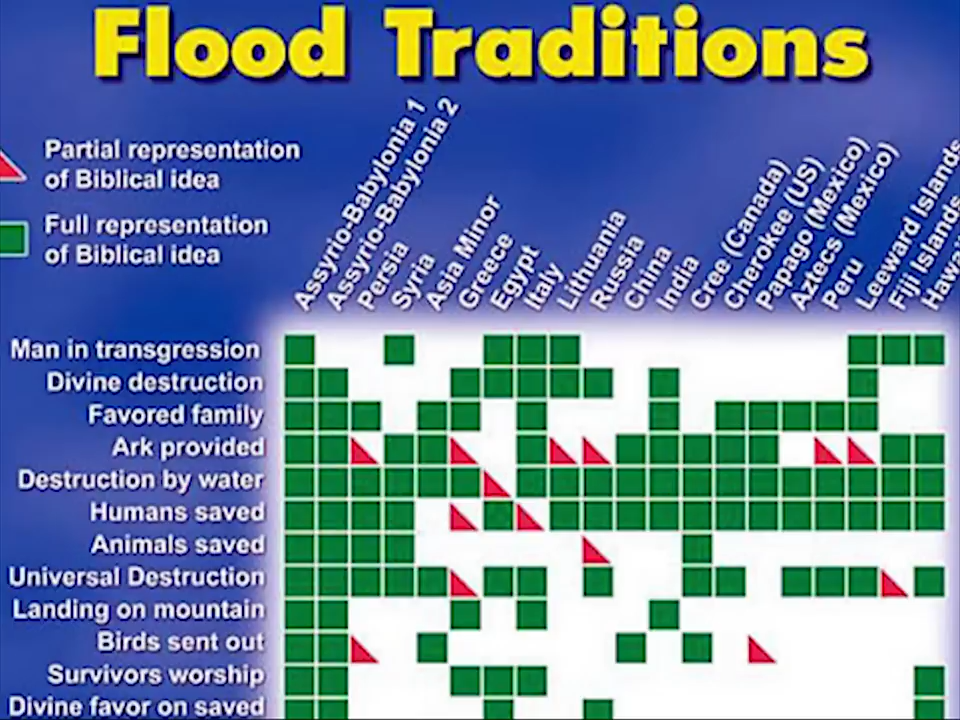 Flood Traditions
Partial representation
of Biblical idea
Full representation
of Biblical idea
Assyrio-Babylonia 1
Assyrio-Babylonia 2
Persia
Syria
Asia Minor
Greece
Egypt
Italy
Lithuania
Russia
China
India
Cree (Canada)
Cherokee (US)
Papago (Mexico)
Aztecs (Mexico)
Peru
Leeward Islands
Fiji Islands
Hawa
Man in transgression
Divine destruction
Favored family
Ark provided
Destruction by water
Humans saved
Animals saved
Universal Destruction
Landing on mountain
Birds sent out
Survivors worship
Divine favor on saved